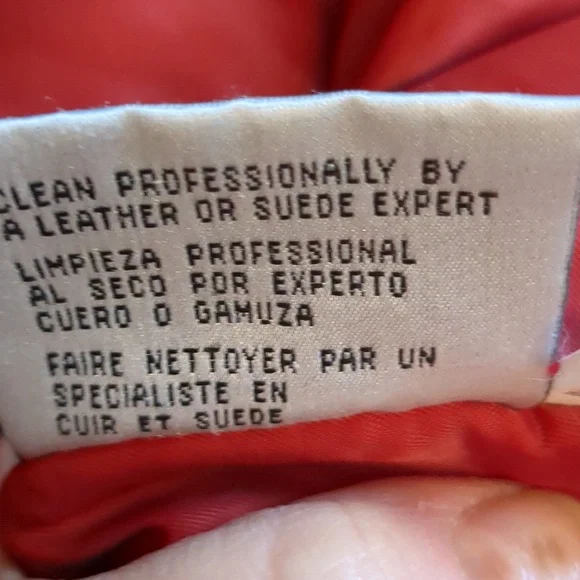 CLEAN PROFESSIONALLY BY
A LEATHER OR SUEDE EXPERT
LIMPIEZA PROFESSIONAL
AL SECO POR EXPERTO
CUERO O GAMUZA
FAIRE NETTOYER PAR UN
SPECIALISTE EN
CUIR ET SUEDE